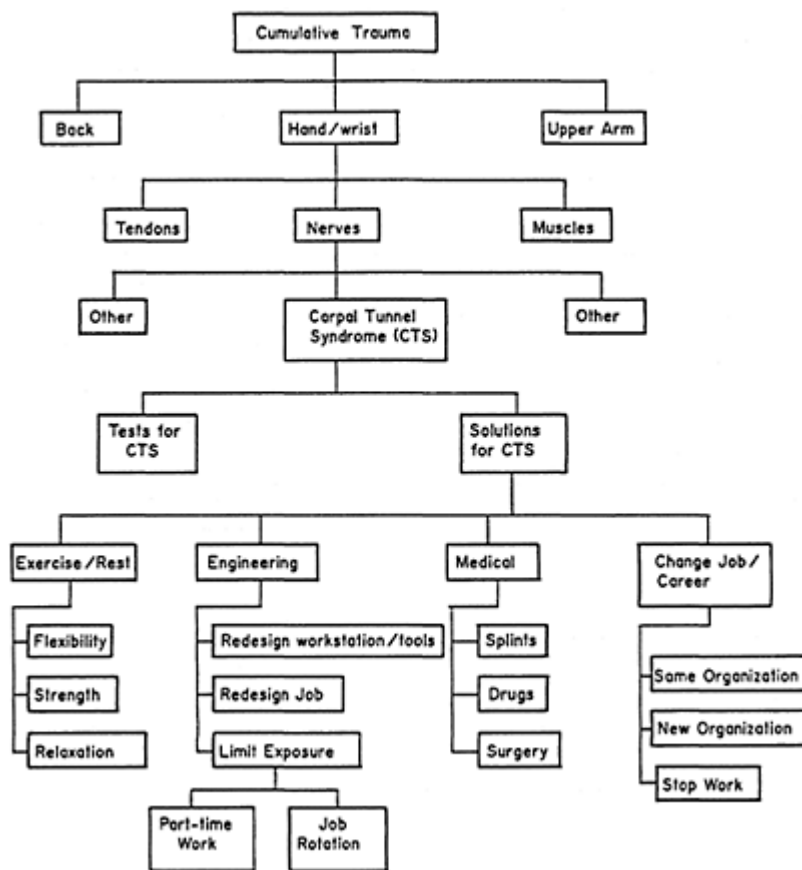 Cumulative Trauma
Back
Hand/wrist
Upper Arm
Tendons
Nerves
Muscles
Other
Carpal Tunnel
Syndrome (CTS)
Other
Tests for
CTS
Solutions
for CTS
Exercise/Rest
Engineering
Medical
Change Job/
Career
Flexibility
Redesign workstation/tools
Splints
Same Organization
Strength
Redesign Job
Drugs
New Organization
Relaxation
Limit Exposure
Surgery
Stop Work
Part-time
Work
Job
Rotation